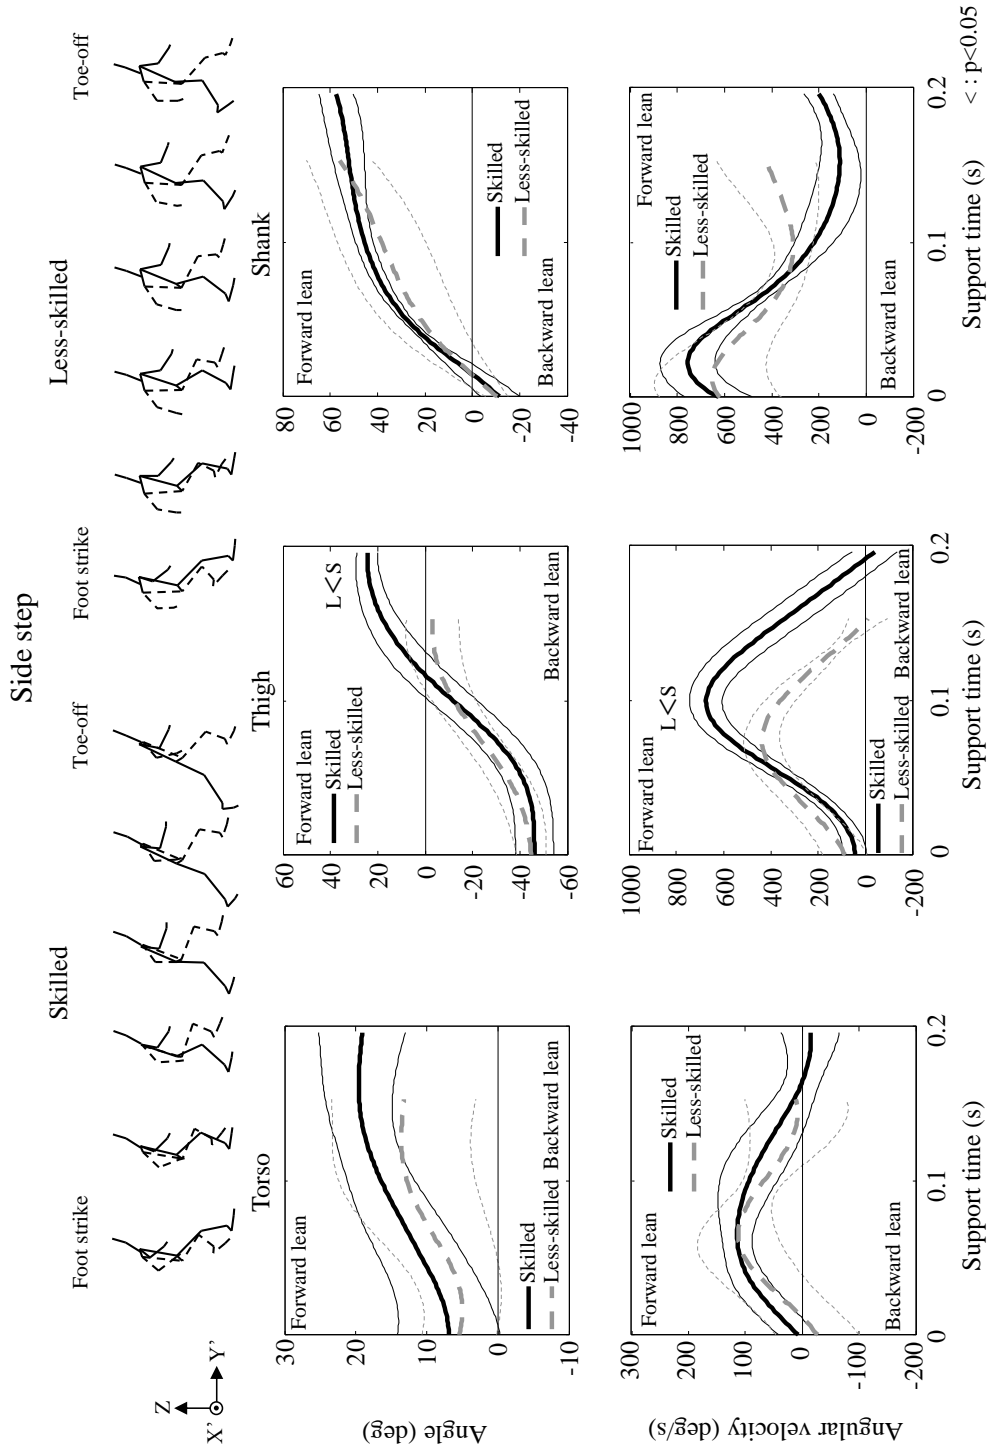 Side step
Skilled
Less-skilled
Foot strike
Toe-off
Foot strike
Toe-off
Z
X'
Y'
Torso
Thigh
Shank
Angle (deg)
30
20
10
0
-10
Forward lean
Skilled
Less-skilled
Backward lean
60
40
20
0
-20
-40
-60
Forward lean
Skilled
Less-skilled
L<S
Backward lean
80
60
40
20
0
-20
-40
Forward lean
Skilled
Less-skilled
Backward lean
Angular velocity (deg/s)
300
200
100
0
-100
-200
Forward lean
Skilled
Less-skilled
Backward lean
0
0.1
0.2
Support time (s)
1000
800
600
400
200
0
-200
Forward lean
L<S
Skilled
Less-skilled
Backward lean
0
0.1
0.2
Support time (s)
1000
800
600
400
200
0
-200
Forward lean
Skilled
Less-skilled
Backward lean
0
0.1
0.2
Support time (s)
< : p<0.05